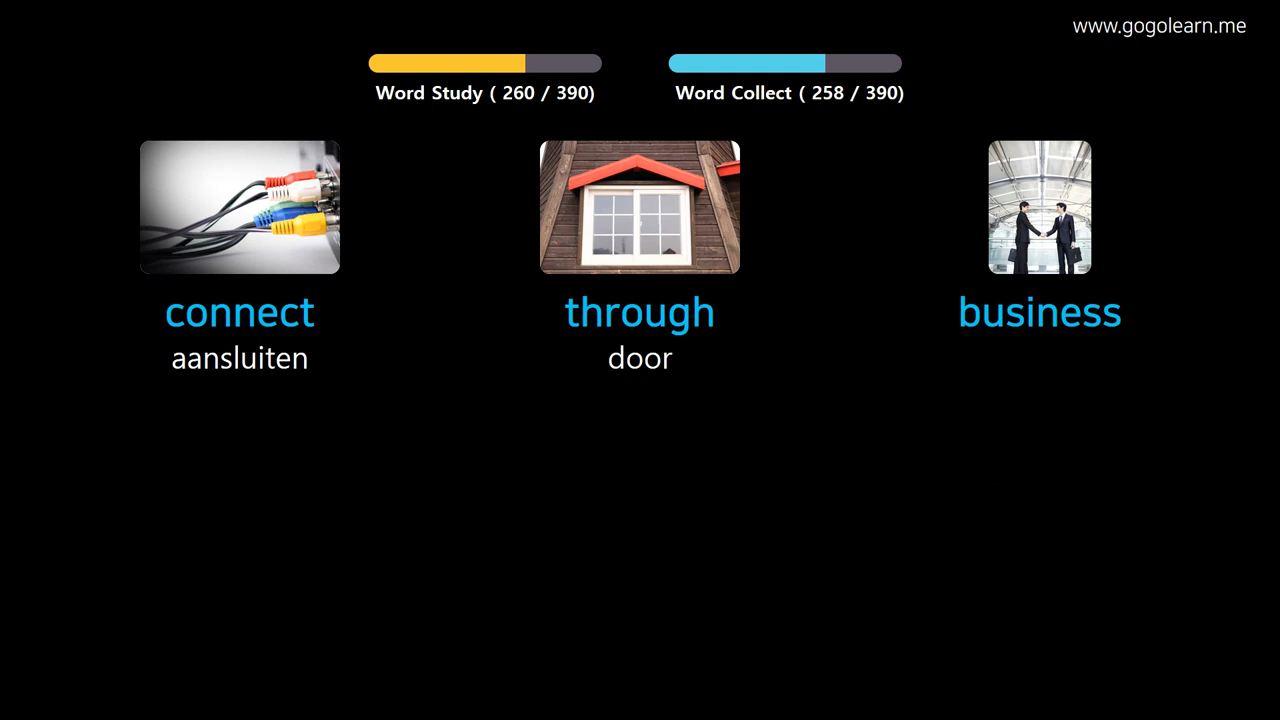 www.gogolearn.me
Word Study ( 260 / 390)
Word Collect ( 258 / 390)
connect
aansluiten
through
door
business